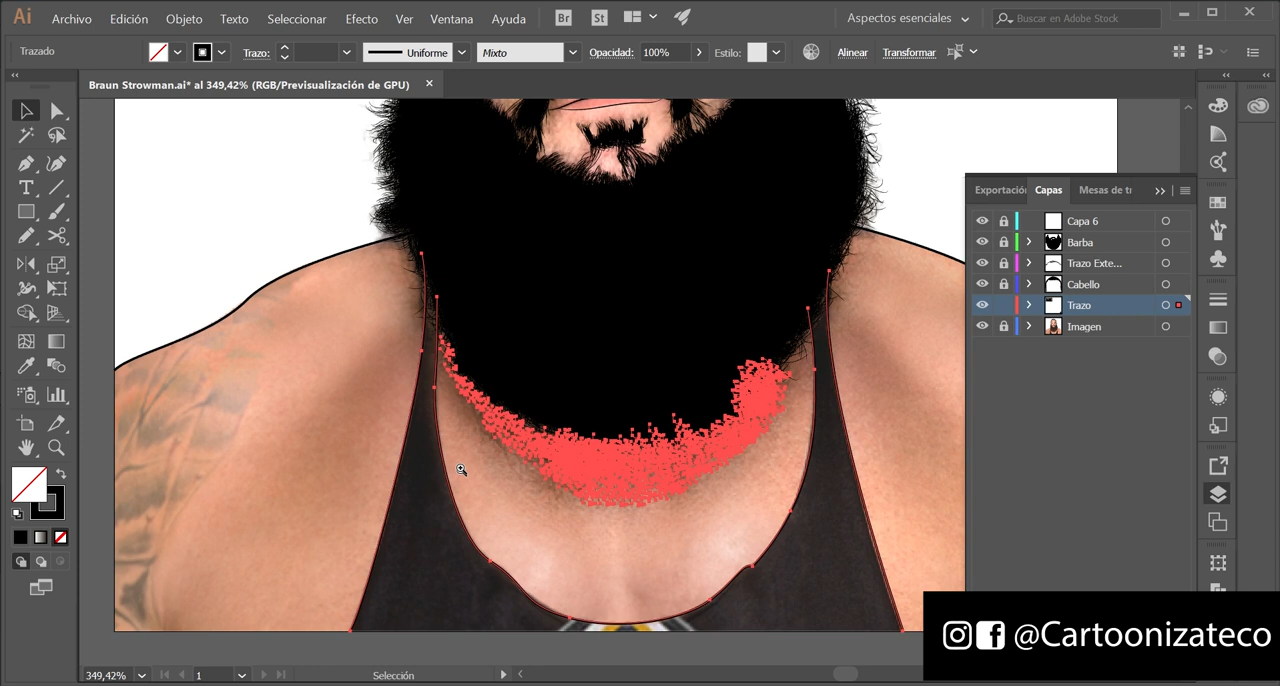 Ai Archivo Edición Objeto Texto Seleccionar Efecto Ver Ventana Ayuda Br St Aspectos esenciales Buscar en Adobe Stock
Trazado Trazo: Uniforme Mixto Opacidad: 100% Estilo: Alinear Transformar
Braun Strowman.ai* al 349,42% (RGB/Previsualización de GPU)
Capas Mesas de tr
Capa 6
Barba
Trazo Exte...
Cabello
Trazo
Imagen
@Cartoonizateco
349,42% 1 Selección